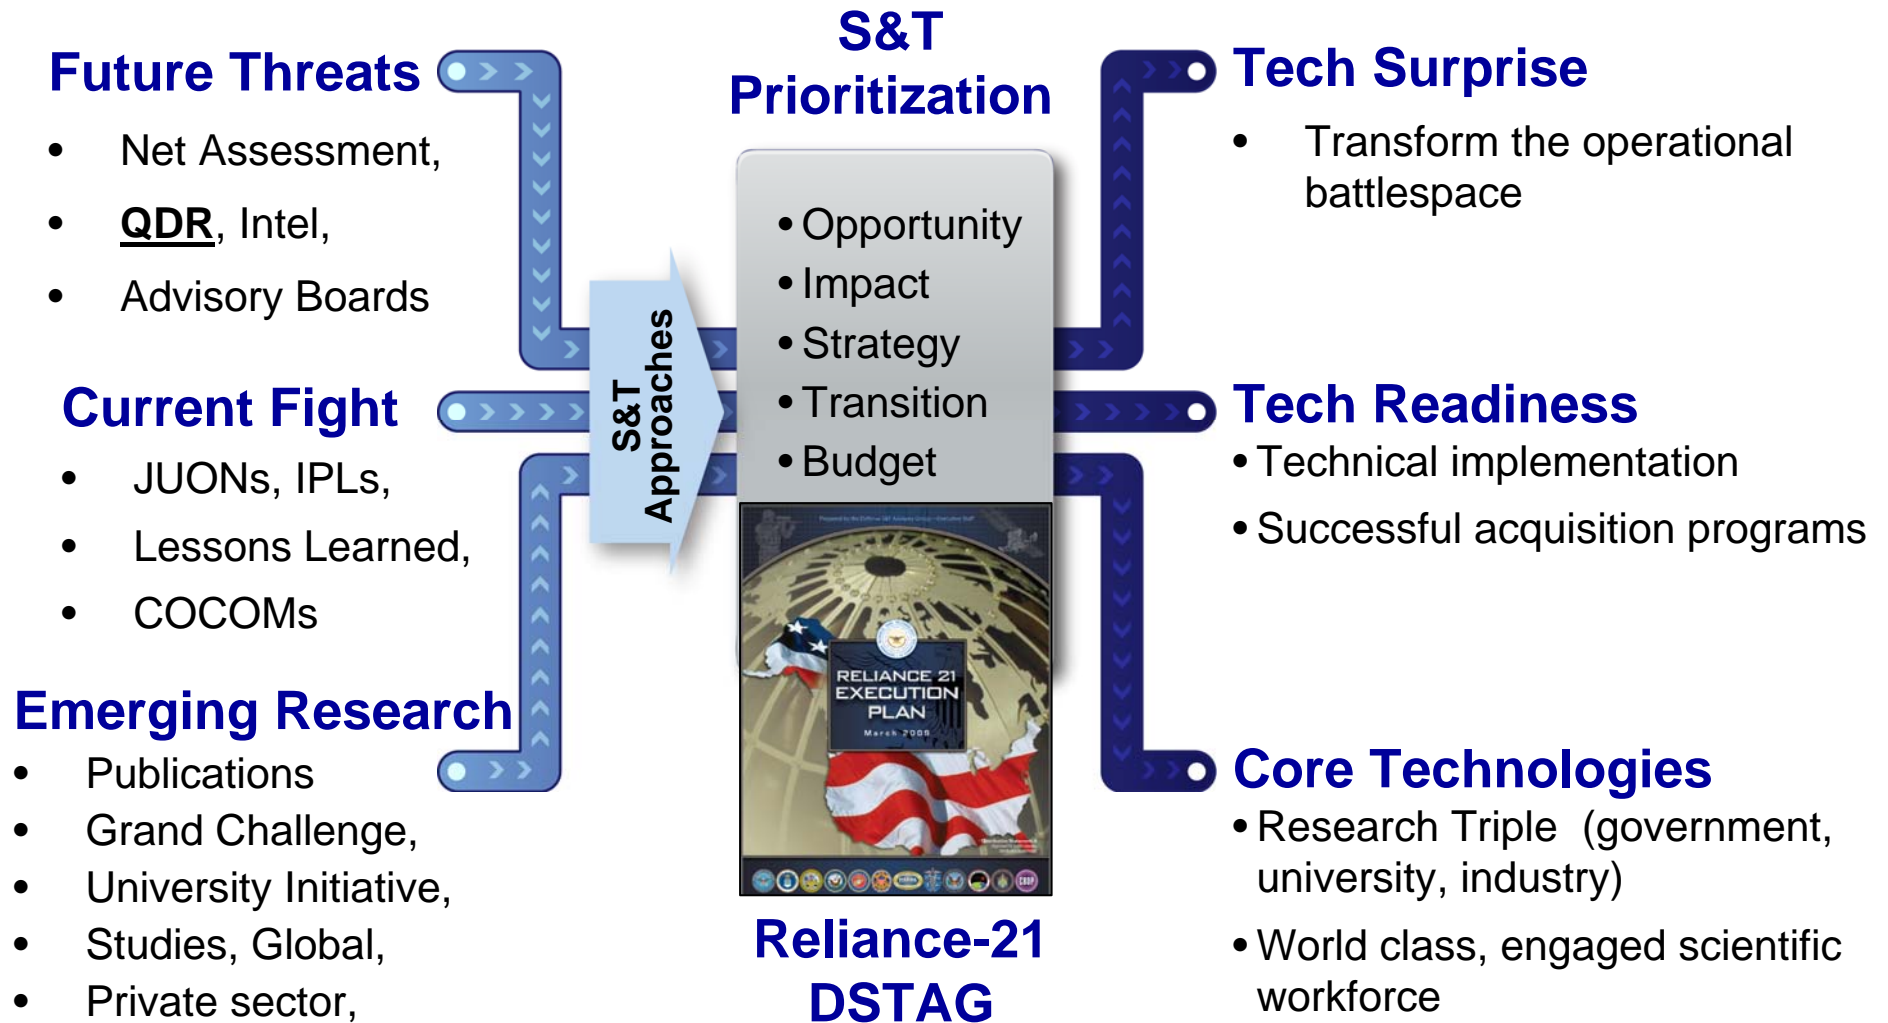 Future Threats
• Net Assessment,
• QDR, Intel,
• Advisory Boards
Current Fight
• JUONs, IPLs,
• Lessons Learned,
• COCOMs
Emerging Research
• Publications
• Grand Challenge,
• University Initiative,
• Studies, Global,
• Private sector,
S&T
Approaches
S&T
Prioritization
• Opportunity
• Impact
• Strategy
• Transition
• Budget
RELIANCE 21
EXECUTION
PLAN
Reliance-21
DSTAG
Tech Surprise
• Transform the operational
battlespace
Tech Readiness
• Technical implementation
• Successful acquisition programs
Core Technologies
• Research Triple (government,
university, industry)
• World class, engaged scientific
workforce